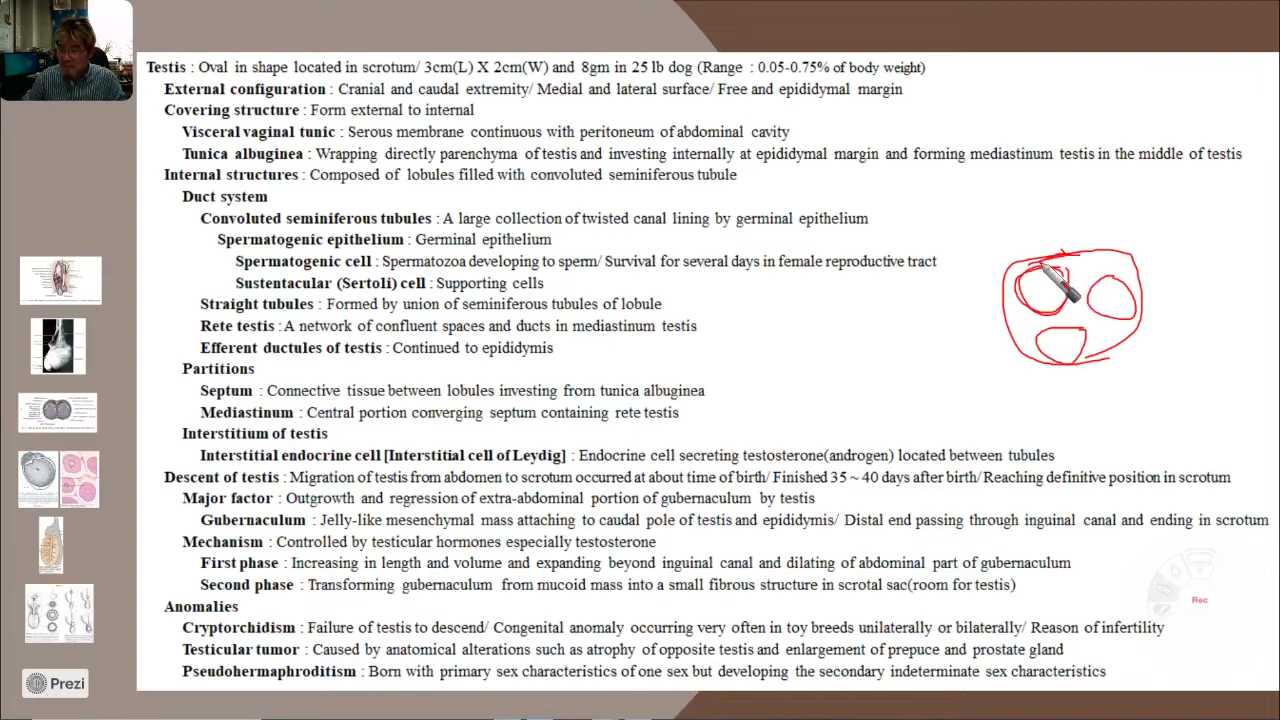 Testis : Oval in shape located in scrotum/ 3cm(L) X 2cm(W) and 8gm in 25 lb dog (Range : 0.05-0.75% of body weight)
External configuration : Cranial and caudal extremity/ Medial and lateral surface/ Free and epididymal margin
Covering structure : Form external to internal
Visceral vaginal tunic : Serous membrane continuous with peritoneum of abdominal cavity
Tunica albuginea : Wrapping directly parenchyma of testis and investing internally at epididymal margin and forming mediastinum testis in the middle of testis
Internal structures : Composed of lobules filled with convoluted seminiferous tubule
Duct system
Convoluted seminiferous tubules : A large collection of twisted canal lining by germinal epithelium
Spermatogenic epithelium : Germinal epithelium
Spermatogenic cell : Spermatozoa developing to sperm/ Survival for several days in female reproductive tract
Sustentacular (Sertoli) cell : Supporting cells
Straight tubules : Formed by union of seminiferous tubules of lobule
Rete testis : A network of confluent spaces and ducts in mediastinum testis
Efferent ductules of testis : Continued to epididymis
Partitions
Septum : Connective tissue between lobules investing from tunica albuginea
Mediastinum : Central portion converging septum containing rete testis
Interstitium of testis
Interstitial endocrine cell [Interstitial cell of Leydig] : Endocrine cell secreting testosterone(androgen) located between tubules
Descent of testis : Migration of testis from abdomen to scrotum occurred at about time of birth/ Finished 35 ~ 40 days after birth/ Reaching definitive position in scrotum
Major factor : Outgrowth and regression of extra-abdominal portion of gubernaculum by testis
Gubernaculum : Jelly-like mesenchymal mass attaching to caudal pole of testis and epididymis/ Distal end passing through inguinal canal and ending in scrotum
Mechanism : Controlled by testicular hormones especially testosterone
First phase : Increasing in length and volume and expanding beyond inguinal canal and dilating of abdominal part of gubernaculum
Second phase : Transforming gubernaculum from mucoid mass into a small fibrous structure in scrotal sac(room for testis)
Rec
Anomalies
Cryptorchidism : Failure of testis to descend/ Congenital anomaly occurring very often in toy breeds unilaterally or bilaterally/ Reason of infertility
Testicular tumor : Caused by anatomical alterations such as atrophy of opposite testis and enlargement of prepuce and prostate gland
Pseudohermaphroditism : Born with primary sex characteristics of one sex but developing the secondary indeterminate sex characteristics
Prezi